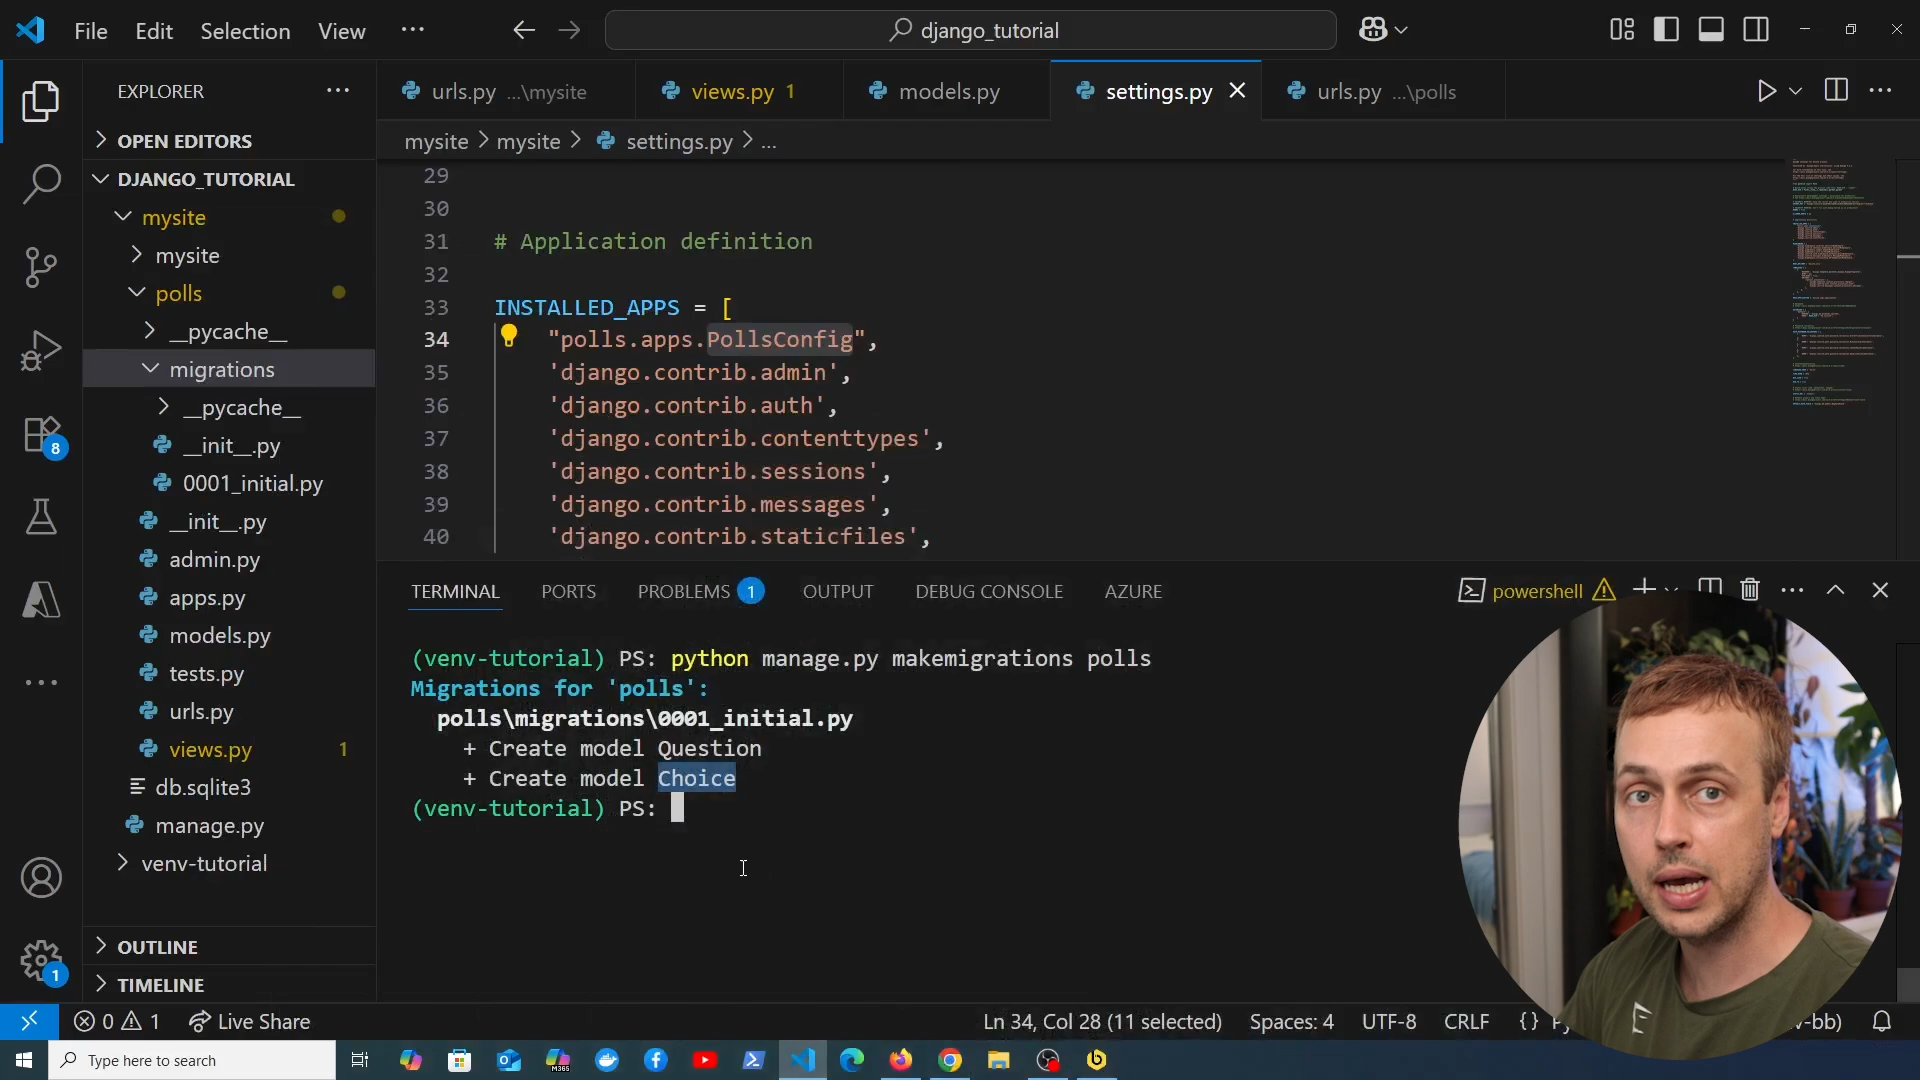 File Edit Selection View ··· django_tutorial
EXPLORER ···
OPEN EDITORS
DJANGO_TUTORIAL
mysite
mysite
polls
__pycache__
migrations
__pycache__
__init__.py
0001_initial.py
__init__.py
admin.py
apps.py
models.py
tests.py
urls.py
views.py 1
db.sqlite3
manage.py
venv-tutorial
OUTLINE
TIMELINE
8
1
urls.py ...\mysite views.py 1 models.py settings.py urls.py ...\polls
mysite > mysite > settings.py > ...
29
30
31 # Application definition
32
33 INSTALLED_APPS = [
34 "polls.apps.PollsConfig",
35 'django.contrib.admin',
36 'django.contrib.auth',
37 'django.contrib.contenttypes',
38 'django.contrib.sessions',
39 'django.contrib.messages',
40 'django.contrib.staticfiles',
TERMINAL PORTS PROBLEMS 1 OUTPUT DEBUG CONSOLE AZURE powershell
(venv-tutorial) PS: python manage.py makemigrations polls
Migrations for 'polls':
polls\migrations\0001_initial.py
+ Create model Question
+ Create model Choice
(venv-tutorial) PS:
0 1 Live Share Ln 34, Col 28 (11 selected) Spaces: 4 UTF-8 CRLF {}
Type here to search
M365